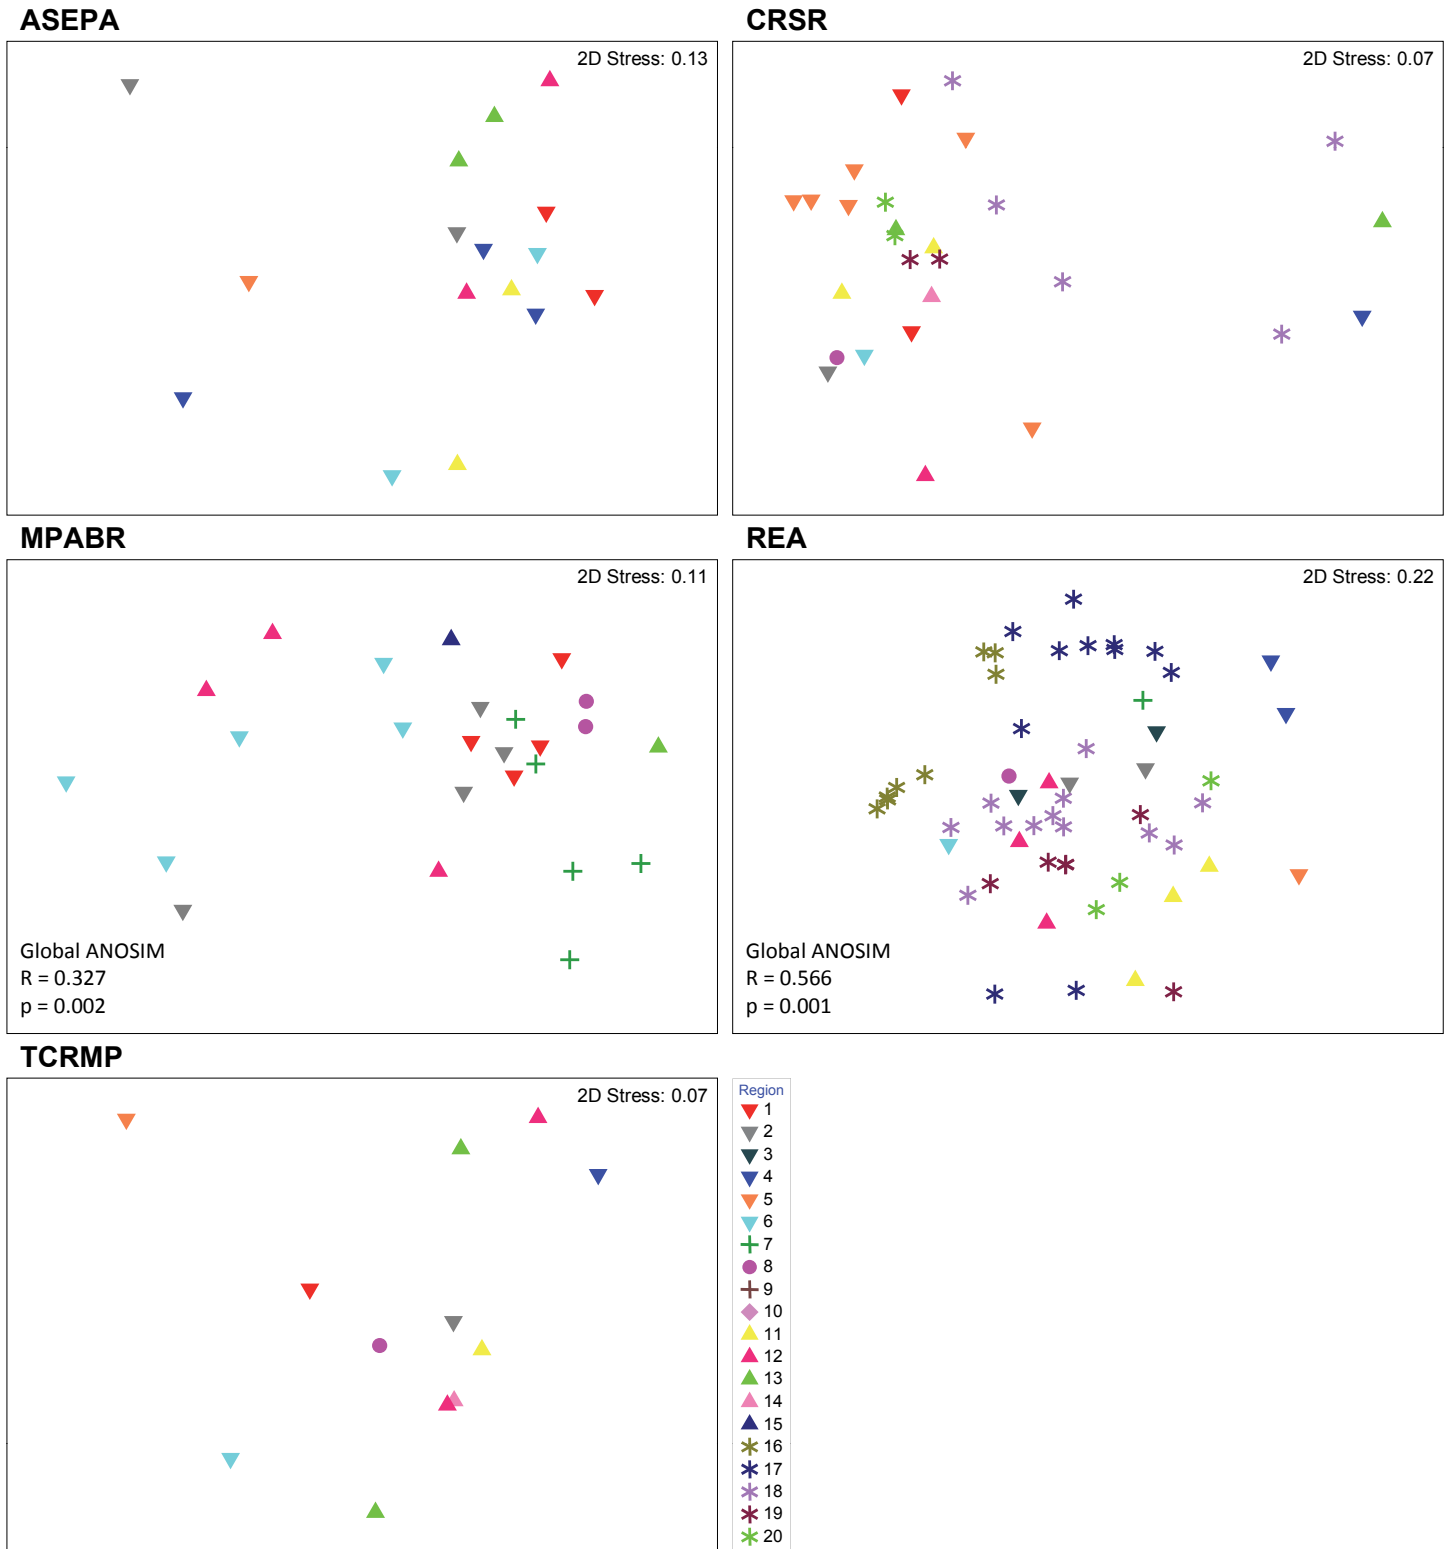 ASEPA
2D Stress: 0.13
CRSR
2D Stress: 0.07
MPABR
2D Stress: 0.11
Global ANOSIM
R = 0.327
p = 0.002
REA
2D Stress: 0.22
Global ANOSIM
R = 0.566
p = 0.001
TCRMP
2D Stress: 0.07
Region
1
2
3
4
5
6
7
8
9
10
11
12
13
14
15
16
17
18
19
20